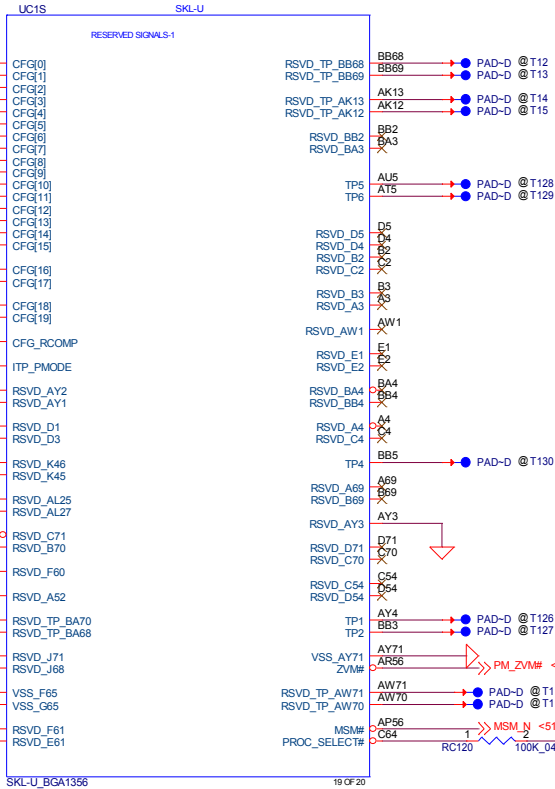 UC1S SKL-U
RESERVED SIGNALS-1
CFG[0] RSVD_TP_BB68 BB68 PAD~D @T12
CFG[1] RSVD_TP_BB69 BB69 PAD~D @T13
CFG[2]
CFG[3] RSVD_TP_AK13 AK13 PAD~D @T14
CFG[4] RSVD_TP_AK12 AK12 PAD~D @T15
CFG[5]
CFG[6] RSVD_BB2 BB2
CFG[7] RSVD_BA3 BA3
CFG[8]
CFG[9]
CFG[10] TP5 AU5 PAD~D @T128
CFG[11] TP6 AT5 PAD~D @T129
CFG[12]
CFG[13]
CFG[14] RSVD_D5 D5
CFG[15] RSVD_D4 D4
RSVD_B2 B2
CFG[16] RSVD_C2 C2
CFG[17]
RSVD_B3 B3
CFG[18] RSVD_A3 A3
CFG[19]
RSVD_AW1 AW1
CFG_RCOMP
RSVD_E1 E1
ITP_PMODE RSVD_E2 E2
RSVD_AY2 RSVD_BA4 BA4
RSVD_AY1 RSVD_BB4 BB4
RSVD_D1 RSVD_A4 A4
RSVD_D3 RSVD_C4 C4
RSVD_K46 TP4 BB5 PAD~D @T130
RSVD_K45
RSVD_A69 A69
RSVD_AL25 RSVD_B69 B69
RSVD_AL27
RSVD_AY3 AY3
RSVD_C71
RSVD_B70 RSVD_D71 D71
RSVD_C70 C70
RSVD_F60
RSVD_C54 C54
RSVD_A52 RSVD_D54 D54
RSVD_TP_BA70 TP1 AY4 PAD~D @T126
RSVD_TP_BA68 TP2 BB3 PAD~D @T127
RSVD_J71 VSS_AY71 AY71
RSVD_J68 ZVM# AR56 PM_ZVM# <
VSS_F65 RSVD_TP_AW71 AW71 PAD~D @T1
VSS_G65 RSVD_TP_AW70 AW70 PAD~D @T1
RSVD_F61 MSM# AP56 MSM_N <51
RSVD_E61 PROC_SELECT# C64 1 2
RC120 100K_04
SKL-U_BGA1356 19 OF 20